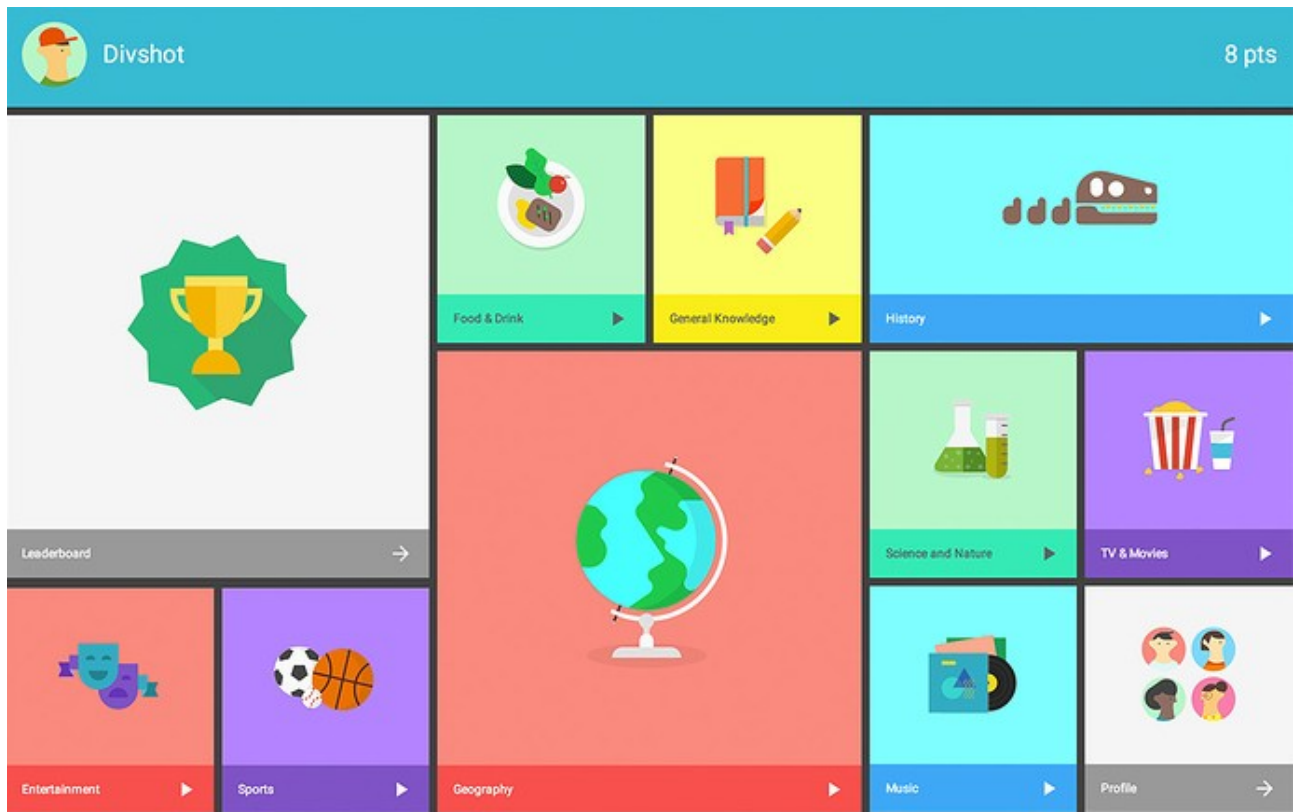 Divshot
8 pts
Food & Drink
General Knowledge
History
Leaderboard
Science and Nature
TV & Movies
Entertainment
Sports
Geography
Music
Profile